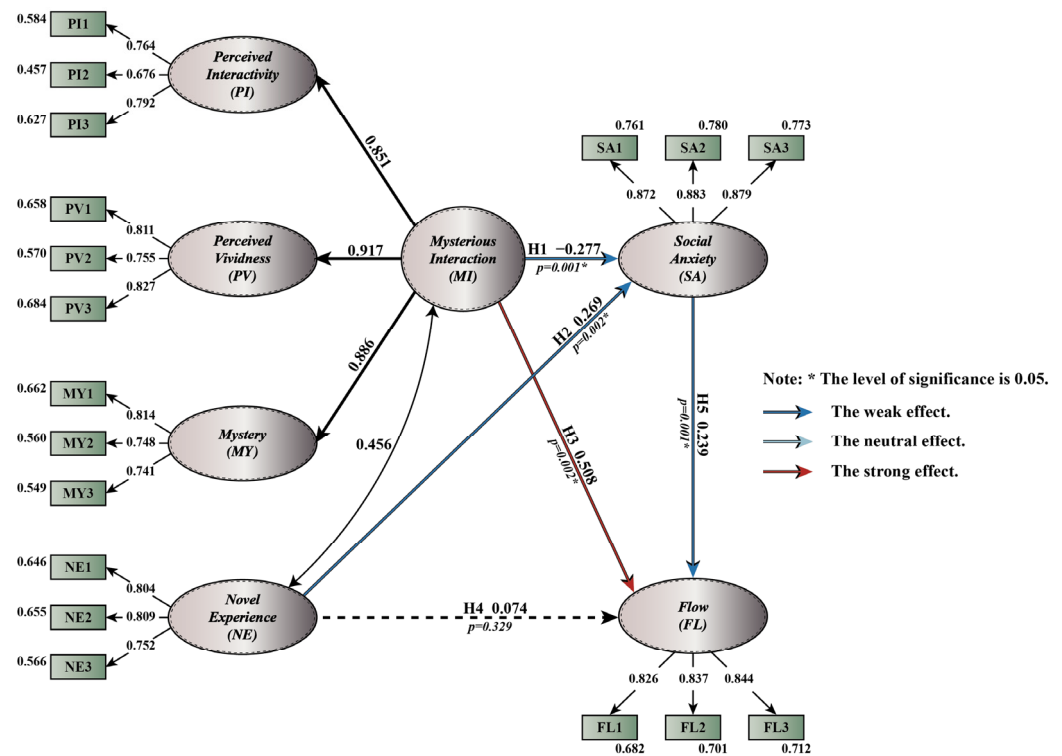 0.584
PI1
0.764
0.457
PI2
0.676
0.627
PI3
0.792
Perceived
Interactivity
(PI)
0.851
0.658
PV1
0.811
0.570
PV2
0.755
0.684
PV3
0.827
Perceived
Vividness
(PV)
0.917
0.662
MY1
0.814
0.560
MY2
0.748
0.549
MY3
0.741
Mystery
(MY)
0.886
0.646
NE1
0.804
0.655
NE2
0.809
0.566
NE3
0.752
Novel
Experience
(NE)
0.456
Mysterious
Interaction
(MI)
H1 −0.277
p=0.001*
H2 0.269
p=0.002*
H3 0.508
p=0.002*
H4 0.074
p=0.329
0.761
0.780
0.773
SA1
SA2
SA3
0.872
0.883
0.879
Social
Anxiety
(SA)
H5 0.239
p=0.001*
Flow
(FL)
0.826
0.837
0.844
FL1
FL2
FL3
0.682
0.701
0.712
Note: * The level of significance is 0.05.
The weak effect.
The neutral effect.
The strong effect.